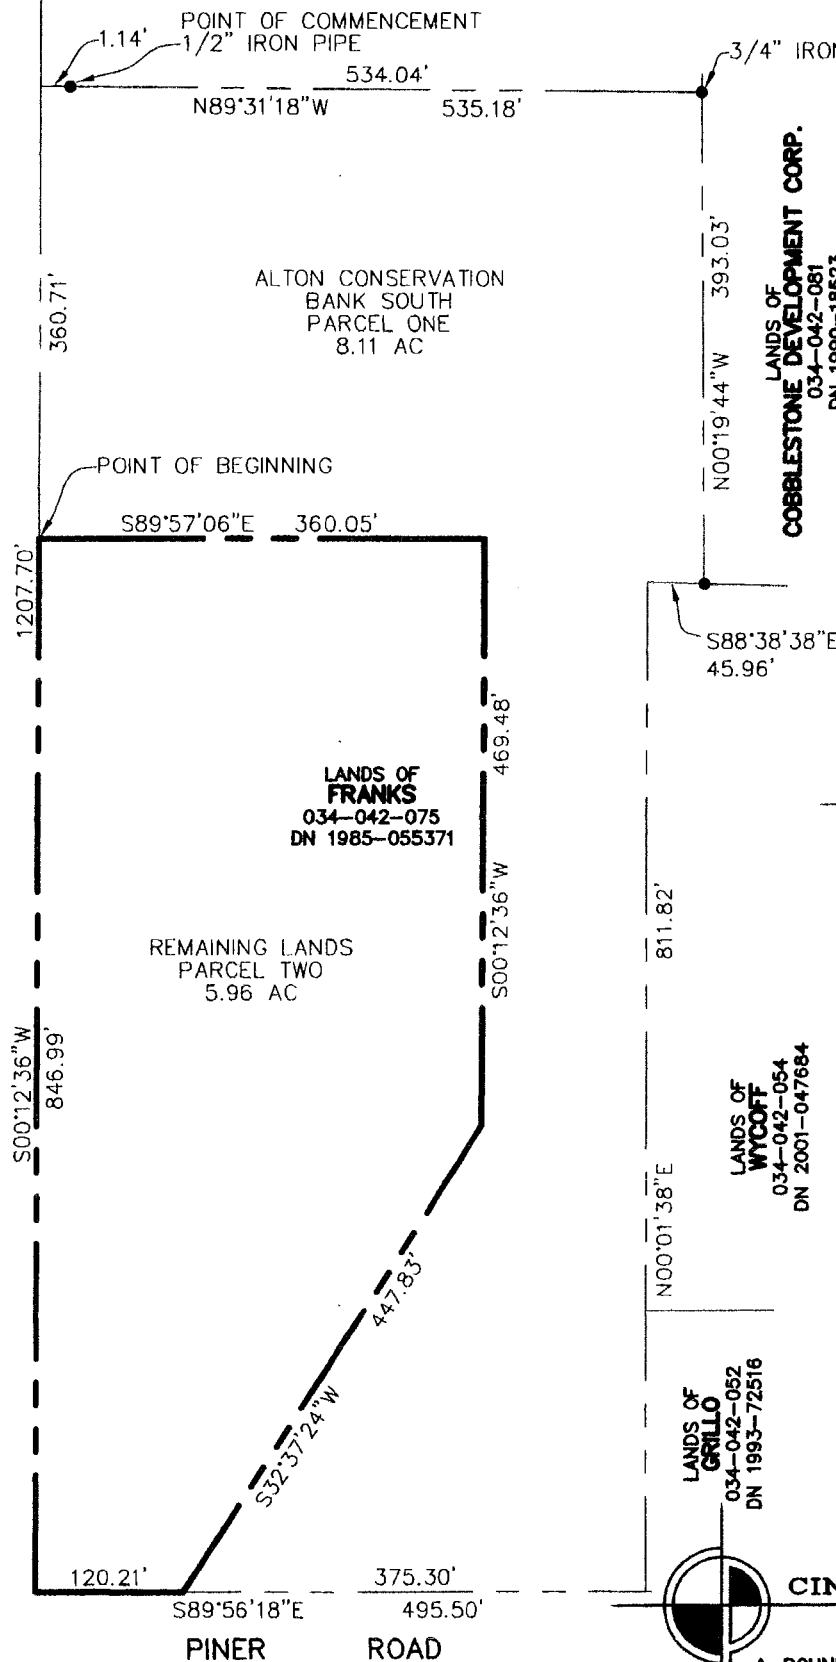 POINT OF COMMENCEMENT
1.14'
1/2" IRON PIPE
3/4" IRON
534.04'
N89°31'18"W
535.18'
360.71'
ALTON CONSERVATION
BANK SOUTH
PARCEL ONE
8.11 AC
393.03'
N00°19'44"W
LANDS OF
COBBLESTONE DEVELOPMENT CORP.
034-042-081
POINT OF BEGINNING
S89°57'06"E
360.05'
1207.70'
S88°38'38"E
45.96'
469.48'
S00°12'36"W
LANDS OF
FRANKS
034-042-075
DN 1985-055371
811.82'
N00°01'38"E
REMAINING LANDS
PARCEL TWO
5.96 AC
S00°12'36"W
846.99'
LANDS OF
WYCOFF
034-042-054
DN 2001-047684
447.83'
S32°37'24"W
LANDS OF
GRILLO
034-042-052
DN 1993-72516
120.21'
375.30'
S89°56'18"E
495.50'
PINER ROAD
CIN